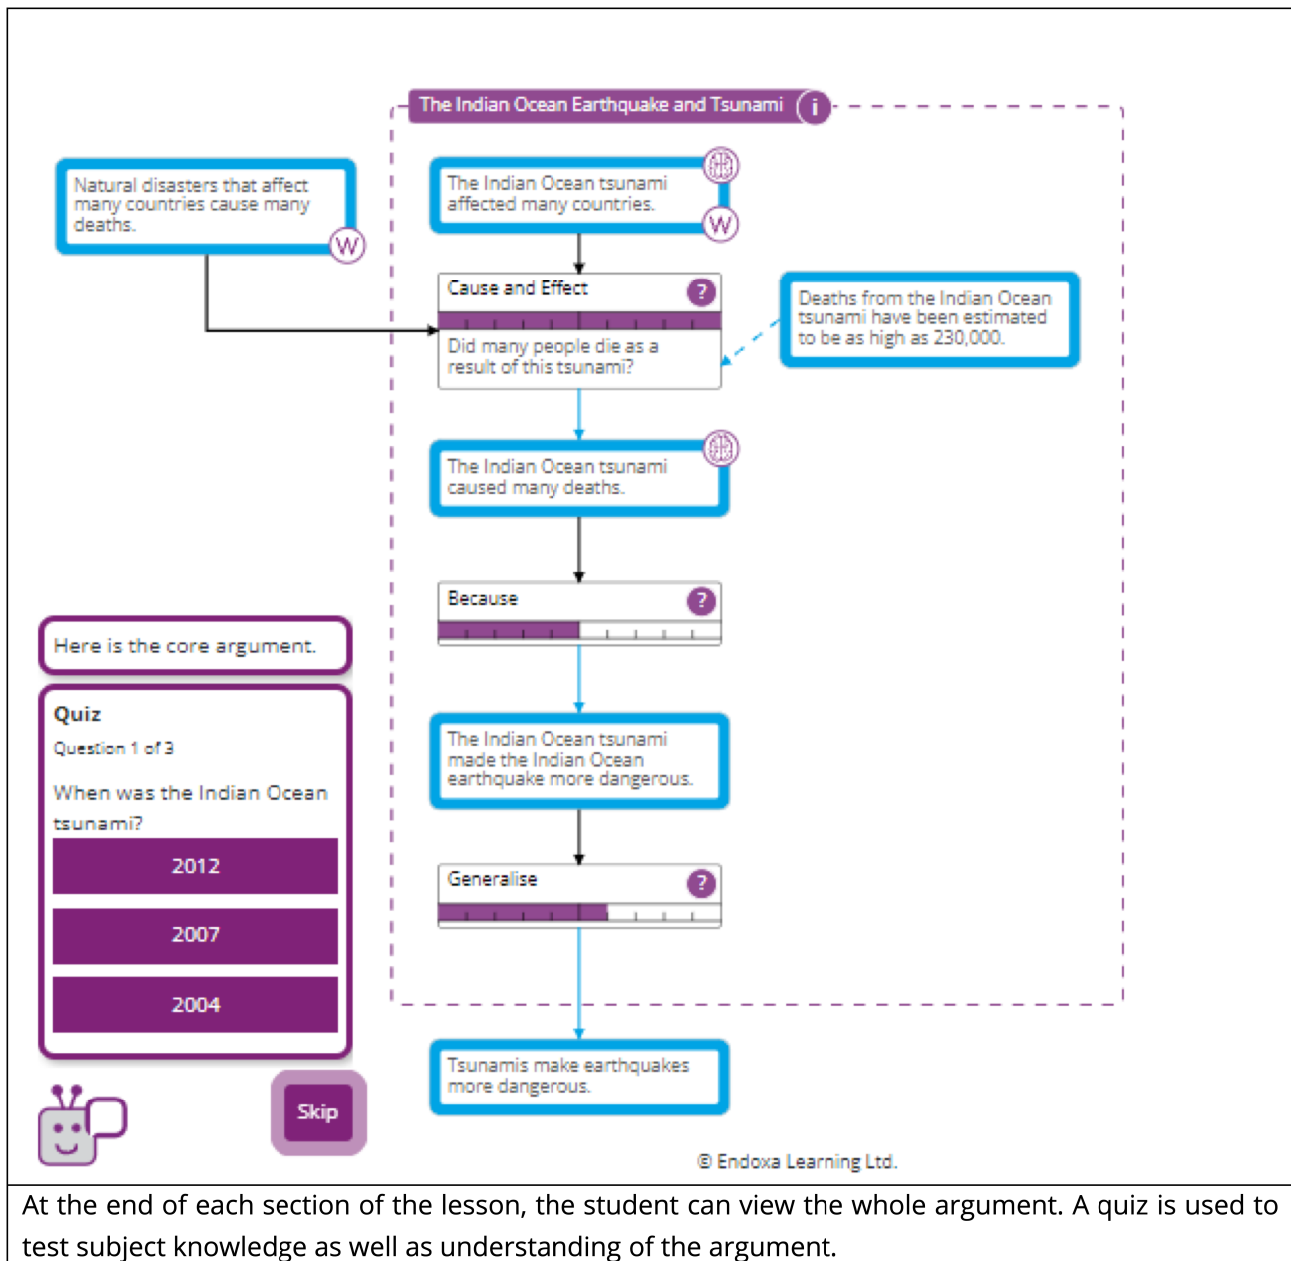 The Indian Ocean Earthquake and Tsunami
i
Natural disasters that affect
many countries cause many
deaths.
W
The Indian Ocean tsunami
affected many countries.
W
Cause and Effect
?
Did many people die as a
result of this tsunami?
Deaths from the Indian Ocean
tsunami have been estimated
to be as high as 230,000.
The Indian Ocean tsunami
caused many deaths.
Because
?
The Indian Ocean tsunami
made the Indian Ocean
earthquake more dangerous.
Generalise
?
Tsunamis make earthquakes
more dangerous.
Here is the core argument.
Quiz
Question 1 of 3
When was the Indian Ocean
tsunami?
2012
2007
2004
Skip
© Endoxa Learning Ltd.
At the end of each section of the lesson, the student can view the whole argument. A quiz is used to
test subject knowledge as well as understanding of the argument.